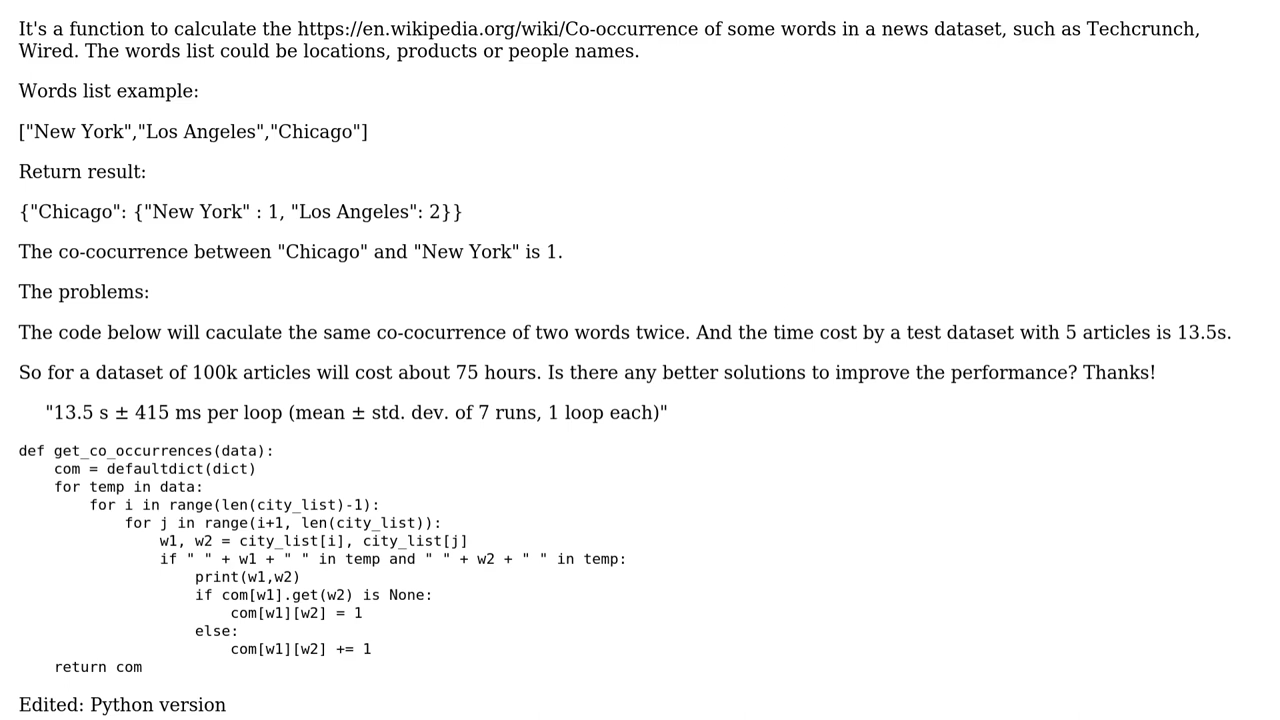 It's a function to calculate the https://en.wikipedia.org/wiki/Co-occurrence of some words in a news dataset, such as Techcrunch,
Wired. The words list could be locations, products or people names.
Words list example:
["New York","Los Angeles","Chicago"]
Return result:
{"Chicago": {"New York" : 1, "Los Angeles": 2}}
The co-cocurrence between "Chicago" and "New York" is 1.
The problems:
The code below will caculate the same co-cocurrence of two words twice. And the time cost by a test dataset with 5 articles is 13.5s.
So for a dataset of 100k articles will cost about 75 hours. Is there any better solutions to improve the performance? Thanks!
"13.5 s ± 415 ms per loop (mean ± std. dev. of 7 runs, 1 loop each)"
def get_co_occurrences(data):
    com = defaultdict(dict)
    for temp in data:
        for i in range(len(city_list)-1):
            for j in range(i+1, len(city_list)):
                w1, w2 = city_list[i], city_list[j]
                if " " + w1 + " " in temp and " " + w2 + " " in temp:
                    print(w1,w2)
                    if com[w1].get(w2) is None:
                        com[w1][w2] = 1
                    else:
                        com[w1][w2] += 1
    return com
Edited: Python version